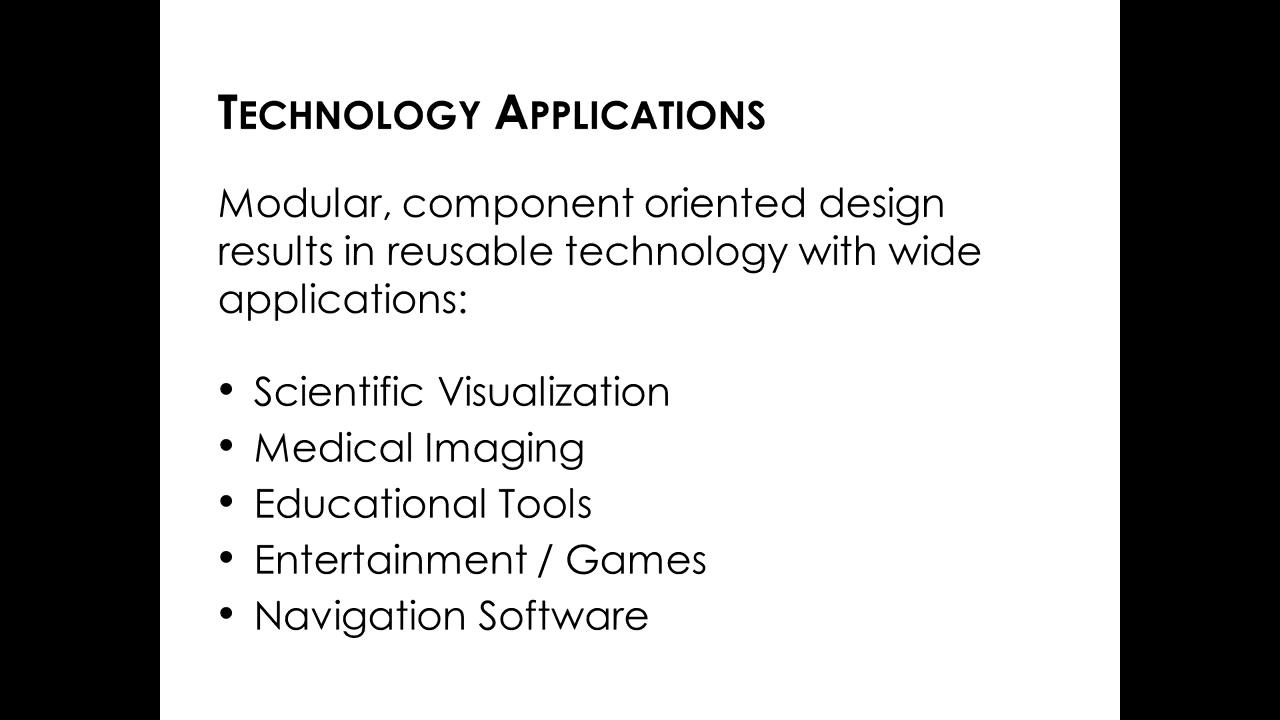 Technology Applications
Modular, component oriented design
results in reusable technology with wide
applications:
• Scientific Visualization
• Medical Imaging
• Educational Tools
• Entertainment / Games
• Navigation Software